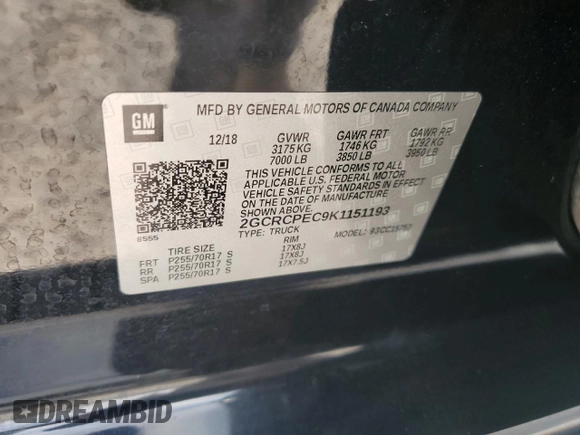 GM
MFD BY GENERAL MOTORS OF CANADA COMPANY
12/18 GVWR GAWR FRT GAWR RR
3175 KG 1746 KG 1792 KG
7000 LB 3850 LB 3950 LB
THIS VEHICLE CONFORMS TO ALL
APPLICABLE U.S. FEDERAL MOTOR
VEHICLE SAFETY STANDARDS IN EFFECT
ON THE DATE OF MANUFACTURE
SHOWN ABOVE.
2GCRCPEC9K1151193
8555
TYPE: TRUCK MODEL:
TIRE SIZE RIM
FRT P255/70R17 S 17X8J
RR P255/70R17 S 17X8J
SPA P255/70R17 S 17X7.5J
DREAMBID